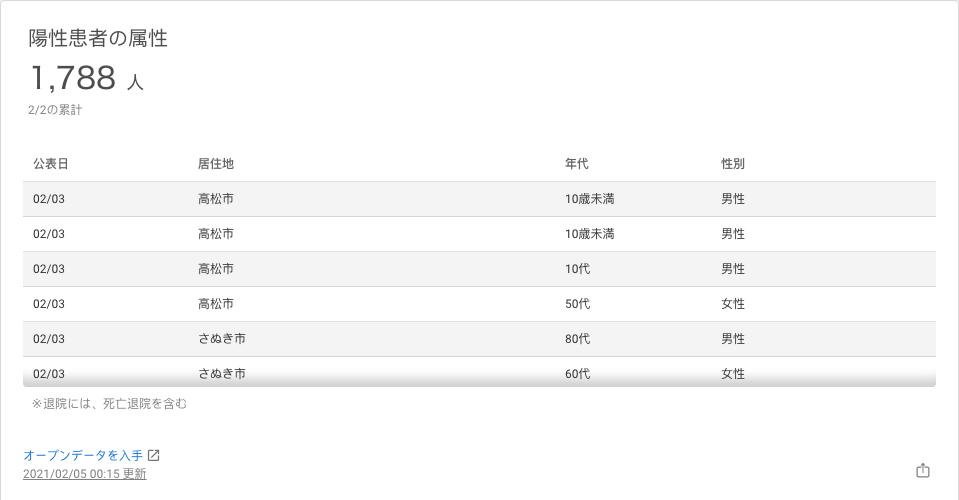 陽性患者の属性
1,788 人
2/2の累計
公表日 居住地 年代 性別
02/03 高松市 10歳未満 男性
02/03 高松市 10歳未満 男性
02/03 高松市 10代 男性
02/03 高松市 50代 女性
02/03 さぬき市 80代 男性
02/03 さぬき市 60代 女性
※退院には、死亡退院を含む
オープンデータを入手
2021/02/05 00:15 更新